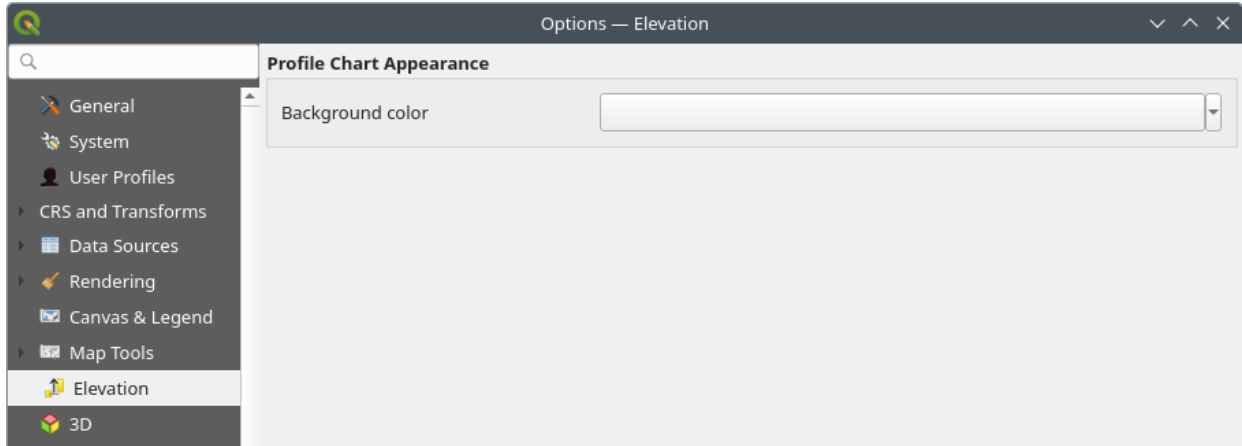 Options — Elevation
General
System
User Profiles
CRS and Transforms
Data Sources
Rendering
Canvas & Legend
Map Tools
Elevation
3D
Profile Chart Appearance
Background color